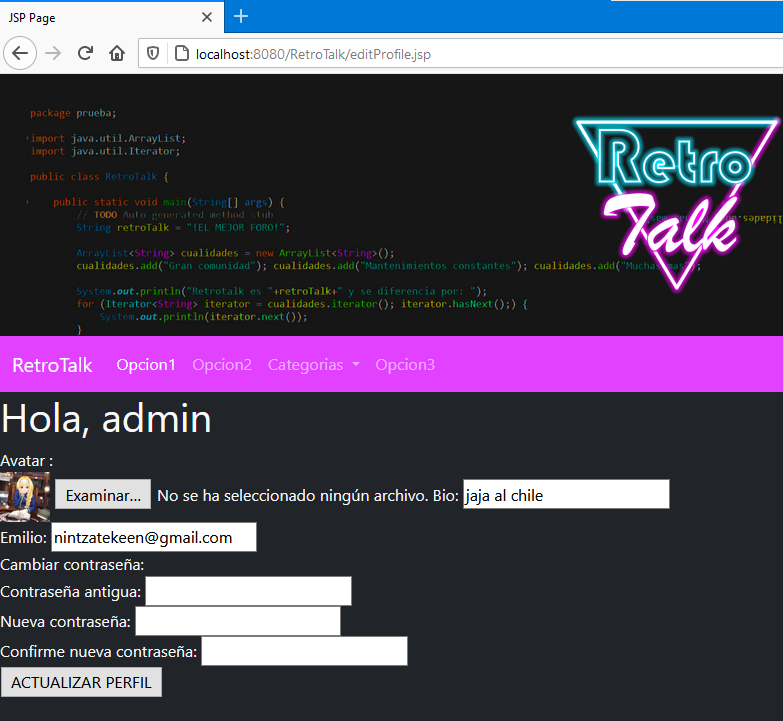 JSP Page
localhost:8080/RetroTalk/editProfile.jsp
package prueba;
import java.util.ArrayList;
import java.util.Iterator;
public class RetroTalk {
public static void main(String[] args) {
// TODO Auto-generated method stub
String retroTalk = "!EL MEJOR FORO!";
ArrayList<String> cualidades = new ArrayList<String>();
cualidades.add("Gran comunidad"); cualidades.add("Mantenimientos constantes"); cualidades.add("Mucha
System.out.println("Retrotalk es "+retroTalk+" y se diferencia por: ");
for (Iterator<String> iterator = cualidades.iterator(); iterator.hasNext();) {
System.out.println(iterator.next());
}
Retro
Talk
RetroTalk Opcion1 Opcion2 Categorias Opcion3
Hola, admin
Avatar :
Examinar... No se ha seleccionado ningún archivo. Bio: jaja al chile
Emilio: nintzatekeen@gmail.com
Cambiar contraseña:
Contraseña antigua:
Nueva contraseña:
Confirme nueva contraseña:
ACTUALIZAR PERFIL